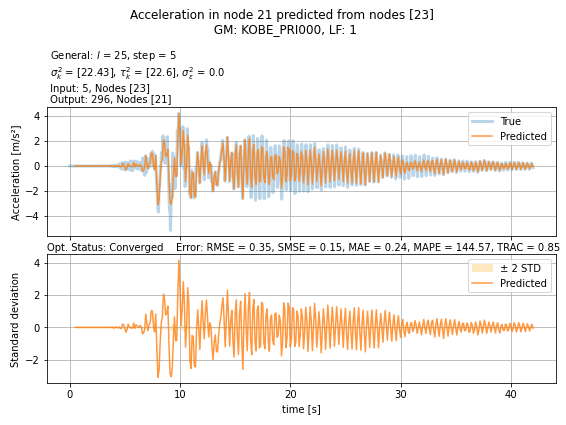 Acceleration in node 21 predicted from nodes [23]
GM: KOBE_PRI000, LF: 1
General: l = 25, step = 5
σ²ₖ = [22.43], τ²ₖ = [22.6], σ²ₑ = 0.0
Input: 5, Nodes [23]
Output: 296, Nodes [21]
Acceleration [m/s²]
4
2
0
−2
−4
True
Predicted
Opt. Status: Converged Error: RMSE = 0.35, SMSE = 0.15, MAE = 0.24, MAPE = 144.57, TRAC = 0.85
Standard deviation
4
2
0
−2
± 2 STD
Predicted
0 10 20 30 40
time [s]